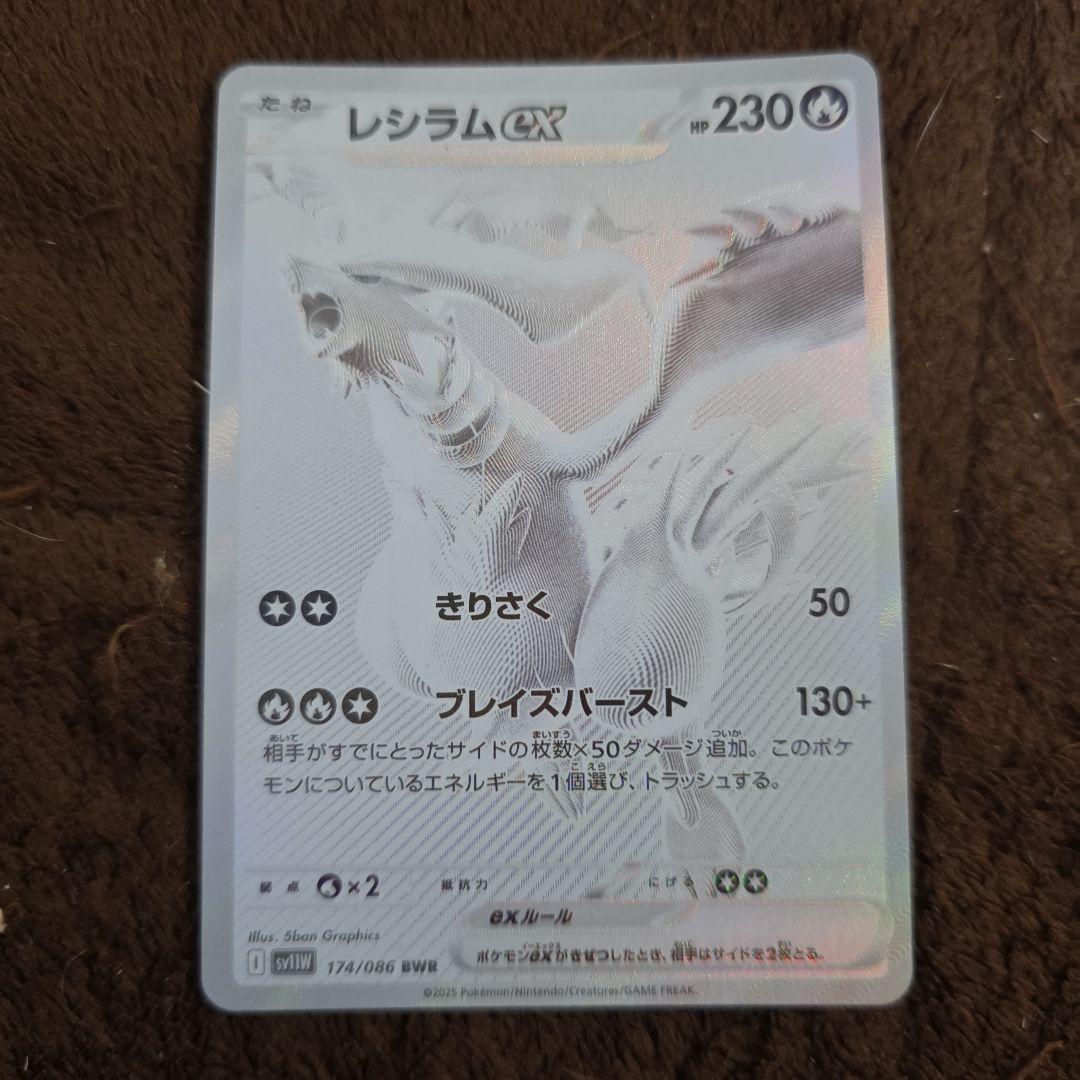 たね
レシラムex
HP 230
きりさく 50
ブレイズバースト 130+
相手がすでにとったサイドの枚数×50ダメージ追加。このポケ
モンについているエネルギーを1個選び、トラッシュする。
弱点 ×2 抵抗力 にげる
exルール
ポケモンexがきぜつしたとき、相手はサイドを2枚とる。
Illus. 5ban Graphics
I SV11W 174/086 BWR
©2025 Pokémon/Nintendo/Creatures/GAME FREAK.